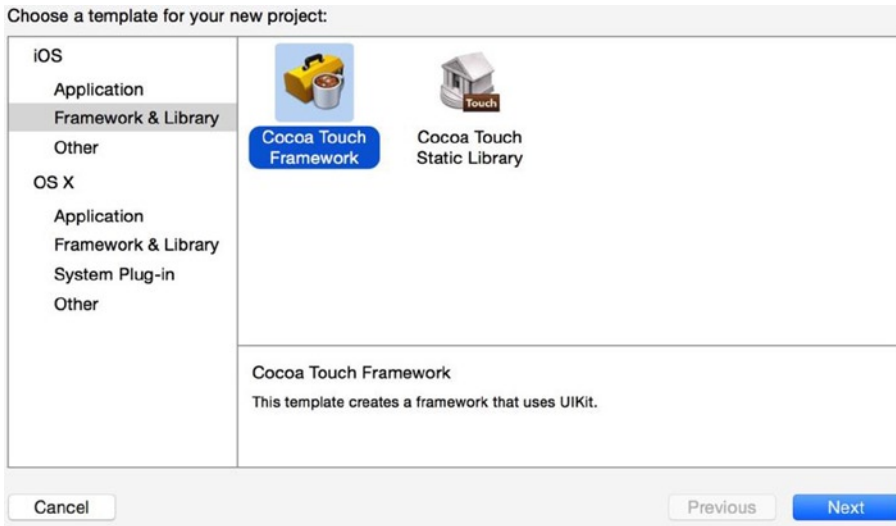 Choose a template for your new project:
iOS
Application
Framework & Library
Other
OS X
Application
Framework & Library
System Plug-in
Other
Cocoa Touch
Framework
Touch
Cocoa Touch
Static Library
Cocoa Touch Framework
This template creates a framework that uses UIKit.
Cancel
Previous
Next